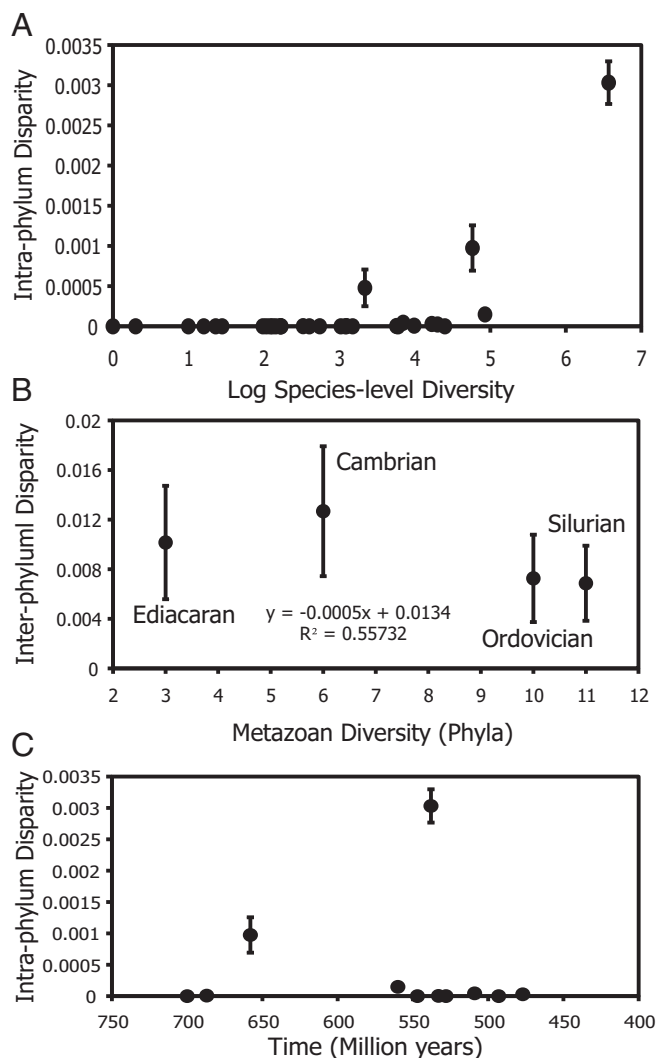 A
0.0035
0.003
0.0025
0.002
0.0015
0.001
0.0005
0
Intra-phylum Disparity
0 1 2 3 4 5 6 7
Log Species-level Diversity
B
0.02
0.016
0.012
0.008
0.004
0
Inter-phyluml Disparity
Cambrian
Silurian
Ediacaran
y = -0.0005x + 0.0134
R² = 0.55732
Ordovician
2 3 4 5 6 7 8 9 10 11 12
Metazoan Diversity (Phyla)
C
0.0035
0.003
0.0025
0.002
0.0015
0.001
0.0005
0
Intra-phylum Disparity
750 700 650 600 550 500 450 400
Time (Million years)